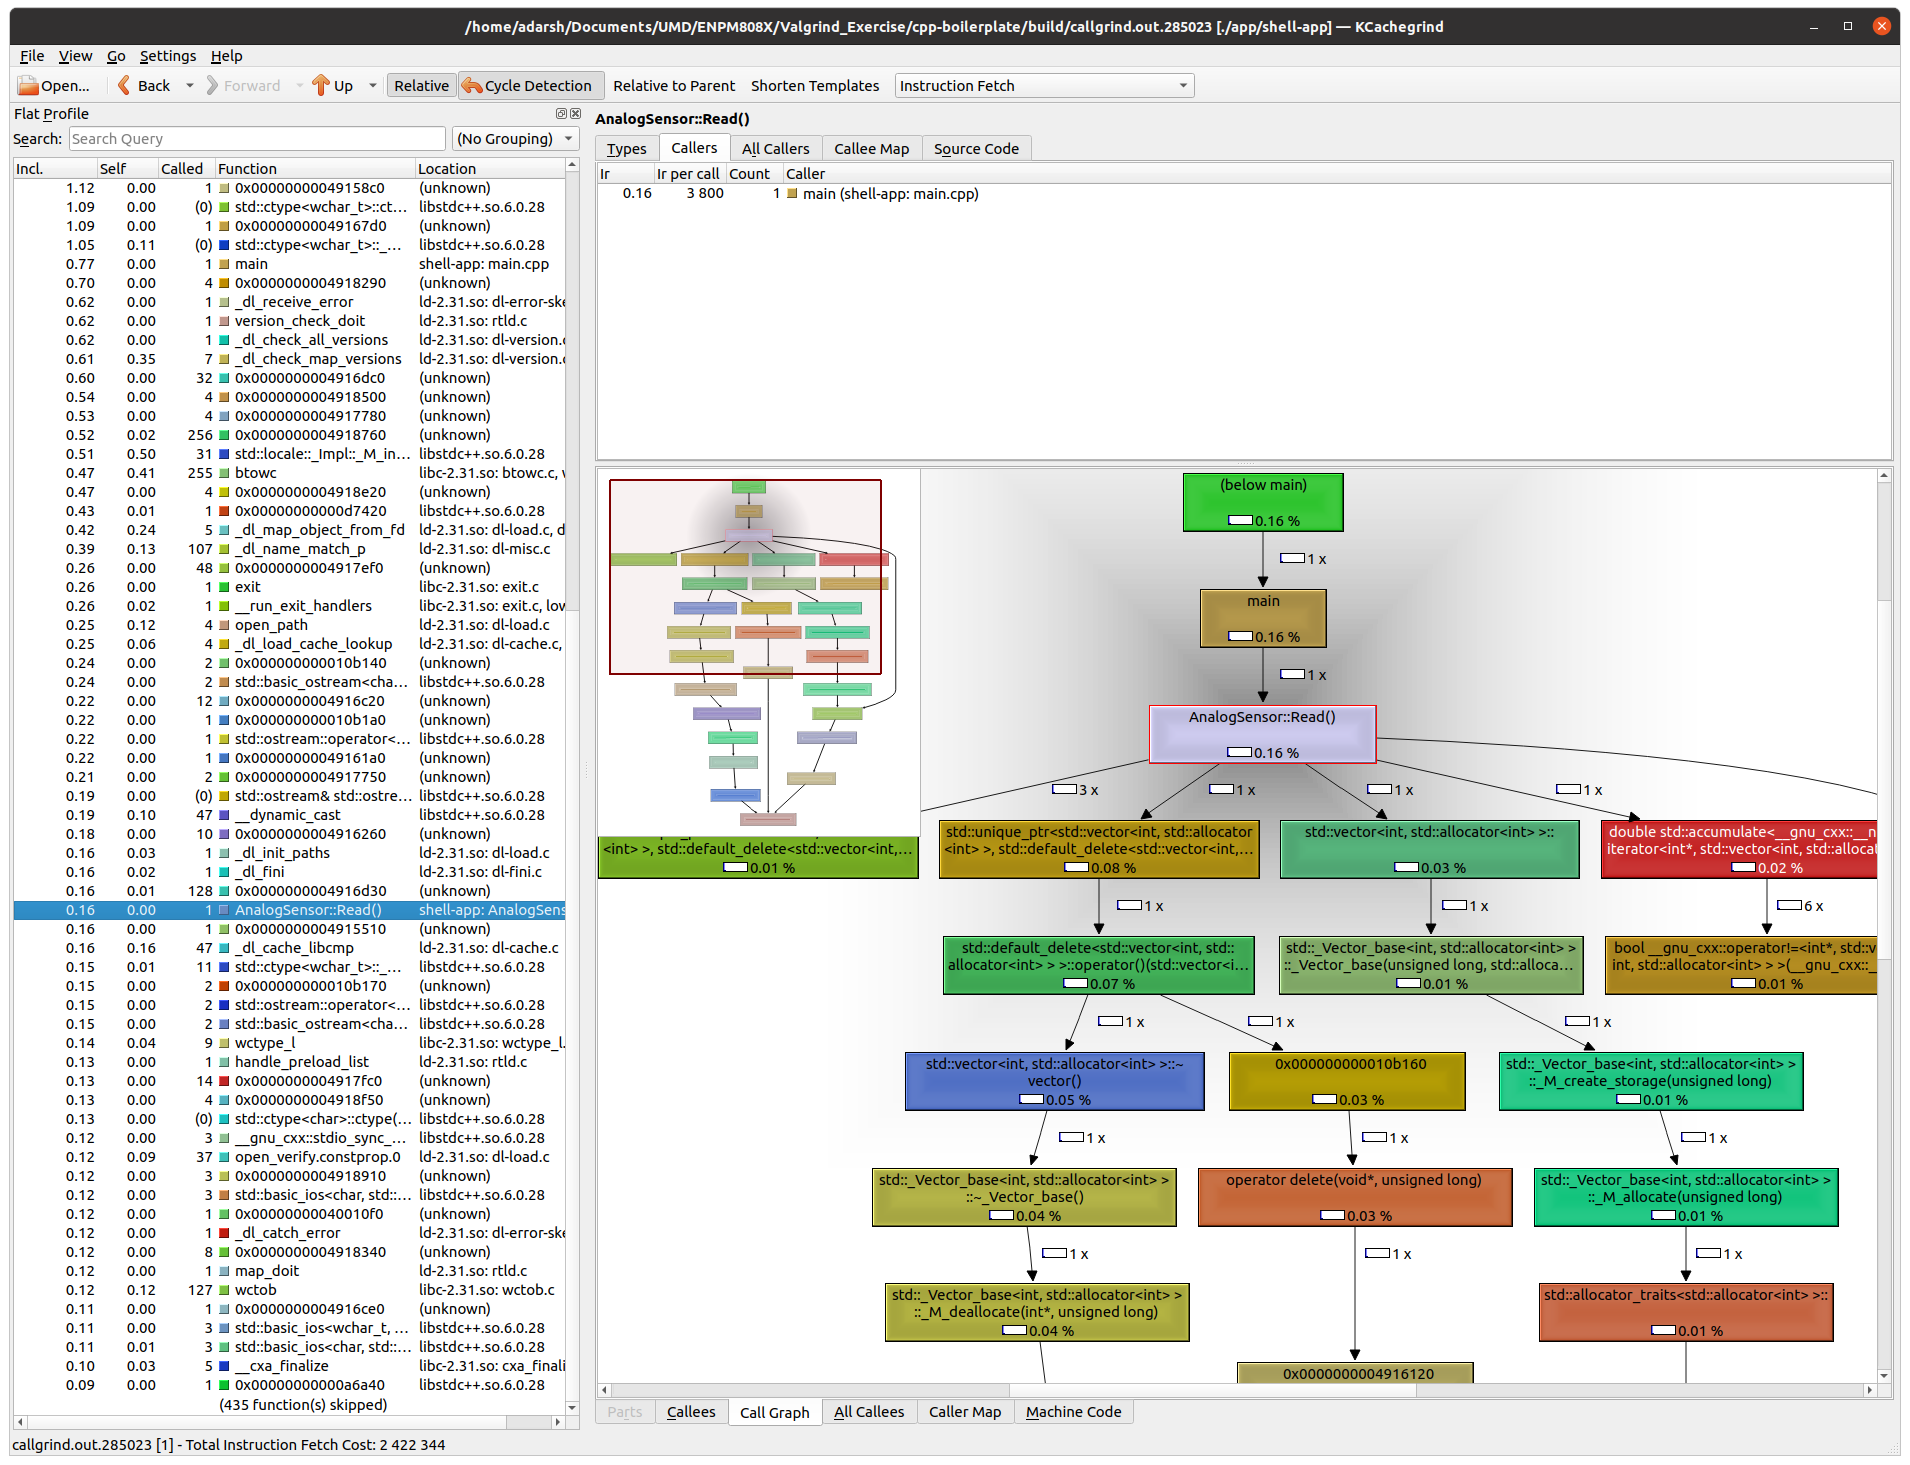 /home/adarsh/Documents/UMD/ENPM808X/Valgrind_Exercise/cpp-boilerplate/build/callgrind.out.285023 [./app/shell-app] — KCachegrind
File View Go Settings Help
Open... Back Forward Up Relative Cycle Detection Relative to Parent Shorten Templates Instruction Fetch
Flat Profile
Search: Search Query (No Grouping)
Incl. Self Called Function Location
1.12 0.00 1 0x00000000049158c0 (unknown)
1.09 0.00 (0) std::ctype<wchar_t>::ct... libstdc++.so.6.0.28
1.09 0.00 1 0x00000000049167d0 (unknown)
1.05 0.11 (0) std::ctype<wchar_t>::_... libstdc++.so.6.0.28
0.77 0.00 1 main shell-app: main.cpp
0.70 0.00 4 0x0000000004918290 (unknown)
0.62 0.00 1 _dl_receive_error ld-2.31.so: dl-error-ske
0.62 0.00 1 version_check_doit ld-2.31.so: rtld.c
0.62 0.00 1 _dl_check_all_versions ld-2.31.so: dl-version.c
0.61 0.35 7 _dl_check_map_versions ld-2.31.so: dl-version.c
0.60 0.00 32 0x0000000004916dc0 (unknown)
0.54 0.00 4 0x0000000004918500 (unknown)
0.53 0.00 4 0x0000000004917780 (unknown)
0.52 0.02 256 0x0000000004918760 (unknown)
0.51 0.50 31 std::locale::_Impl::_M_in... libstdc++.so.6.0.28
0.47 0.41 255 btowc libc-2.31.so: btowc.c, w
0.47 0.00 4 0x0000000004918e20 (unknown)
0.43 0.01 1 0x00000000000d7420 libstdc++.so.6.0.28
0.42 0.24 5 _dl_map_object_from_fd ld-2.31.so: dl-load.c, d
0.39 0.13 107 _dl_name_match_p ld-2.31.so: dl-misc.c
0.26 0.00 48 0x0000000004917ef0 (unknown)
0.26 0.00 1 exit libc-2.31.so: exit.c
0.26 0.02 1 __run_exit_handlers libc-2.31.so: exit.c, low
0.25 0.12 4 open_path ld-2.31.so: dl-load.c
0.25 0.06 4 _dl_load_cache_lookup ld-2.31.so: dl-cache.c,
0.24 0.00 2 0x000000000010b140 (unknown)
0.24 0.00 2 std::basic_ostream<cha... libstdc++.so.6.0.28
0.22 0.00 12 0x0000000004916c20 (unknown)
0.22 0.00 1 0x000000000010b1a0 (unknown)
0.22 0.00 1 std::ostream::operator<... libstdc++.so.6.0.28
0.22 0.00 1 0x00000000049161a0 (unknown)
0.21 0.00 2 0x0000000004917750 (unknown)
0.19 0.00 (0) std::ostream& std::ostre... libstdc++.so.6.0.28
0.19 0.10 47 __dynamic_cast libstdc++.so.6.0.28
0.18 0.00 10 0x0000000004916260 (unknown)
0.16 0.03 1 _dl_init_paths ld-2.31.so: dl-load.c
0.16 0.02 1 _dl_fini ld-2.31.so: dl-fini.c
0.16 0.01 128 0x0000000004916d30 (unknown)
0.16 0.00 1 AnalogSensor::Read() shell-app: AnalogSens
0.16 0.00 1 0x0000000004915510 (unknown)
0.16 0.16 47 _dl_cache_libcmp ld-2.31.so: dl-cache.c
0.15 0.01 11 std::ctype<wchar_t>::_... libstdc++.so.6.0.28
0.15 0.00 2 0x000000000010b170 (unknown)
0.15 0.00 2 std::ostream::operator<... libstdc++.so.6.0.28
0.15 0.00 2 std::basic_ostream<cha... libstdc++.so.6.0.28
0.14 0.04 9 wctype_l libc-2.31.so: wctype_l.
0.13 0.00 1 handle_preload_list ld-2.31.so: rtld.c
0.13 0.00 14 0x0000000004917fc0 (unknown)
0.13 0.00 4 0x0000000004918f50 (unknown)
0.13 0.00 (0) std::ctype<char>::ctype(... libstdc++.so.6.0.28
0.12 0.00 3 __gnu_cxx::stdio_sync_... libstdc++.so.6.0.28
0.12 0.09 37 open_verify.constprop.0 ld-2.31.so: dl-load.c
0.12 0.00 3 0x0000000004918910 (unknown)
0.12 0.00 3 std::basic_ios<char, std::... libstdc++.so.6.0.28
0.12 0.00 1 0x00000000040010f0 (unknown)
0.12 0.00 1 _dl_catch_error ld-2.31.so: dl-error-ske
0.12 0.00 8 0x0000000004918340 (unknown)
0.12 0.00 1 map_doit ld-2.31.so: rtld.c
0.12 0.12 127 wctob libc-2.31.so: wctob.c
0.11 0.00 1 0x0000000004916ce0 (unknown)
0.11 0.00 3 std::basic_ios<wchar_t, ... libstdc++.so.6.0.28
0.11 0.01 3 std::basic_ios<char, std::... libstdc++.so.6.0.28
0.10 0.03 5 __cxa_finalize libc-2.31.so: cxa_finali
0.09 0.00 1 0x00000000000a6a40 libstdc++.so.6.0.28
(435 function(s) skipped)
callgrind.out.285023 [1] - Total Instruction Fetch Cost: 2 422 344
AnalogSensor::Read()
Types Callers All Callers Callee Map Source Code
Ir Ir per call Count Caller
0.16 3 800 1 main (shell-app: main.cpp)
(below main)
0.16 %
1 x
main
0.16 %
1 x
AnalogSensor::Read()
0.16 %
3 x 1 x 1 x 1 x
<int> >, std::default_delete<std::vector<int,...
0.01 %
std::unique_ptr<std::vector<int, std::allocator
<int> >, std::default_delete<std::vector<int,...
0.08 %
std::vector<int, std::allocator<int> >::
0.03 %
double std::accumulate<__gnu_cxx::__n
iterator<int*, std::vector<int, std::allocat
0.02 %
1 x 1 x 6 x
std::default_delete<std::vector<int, std::
allocator<int> > >::operator()(std::vector<i...
0.07 %
std::_Vector_base<int, std::allocator<int> >
::_Vector_base(unsigned long, std::alloca...
0.01 %
bool __gnu_cxx::operator!=<int*, std::v
int, std::allocator<int> > >(__gnu_cxx::_
0.01 %
1 x 1 x 1 x
std::vector<int, std::allocator<int> >::~
vector()
0.05 %
0x000000000010b160
0.03 %
std::_Vector_base<int, std::allocator<int> >
::_M_create_storage(unsigned long)
0.01 %
1 x 1 x 1 x
std::_Vector_base<int, std::allocator<int> >
::~_Vector_base()
0.04 %
operator delete(void*, unsigned long)
0.03 %
std::_Vector_base<int, std::allocator<int> >
::_M_allocate(unsigned long)
0.01 %
1 x 1 x 1 x
std::_Vector_base<int, std::allocator<int> >
::_M_deallocate(int*, unsigned long)
0.04 %
std::allocator_traits<std::allocator<int> >::
0.01 %
0x0000000004916120
Parts Callees Call Graph All Callees Caller Map Machine Code